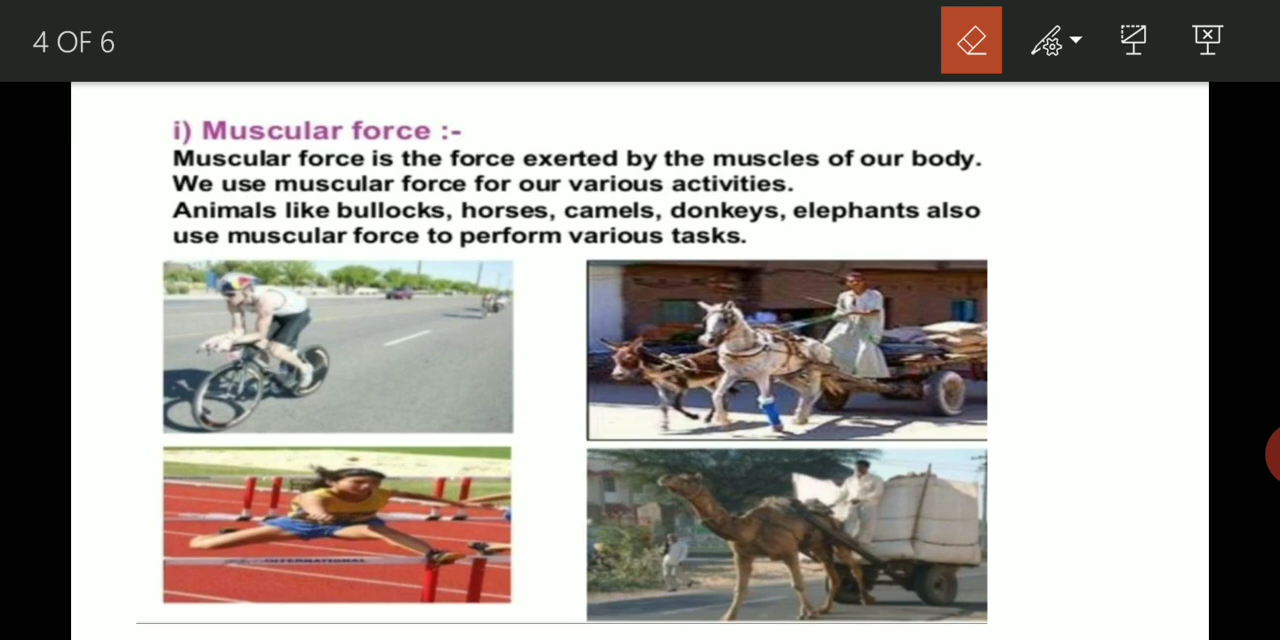 4 OF 6
i) Muscular force :-
Muscular force is the force exerted by the muscles of our body.
We use muscular force for our various activities.
Animals like bullocks, horses, camels, donkeys, elephants also
use muscular force to perform various tasks.
INTERNATIONAL